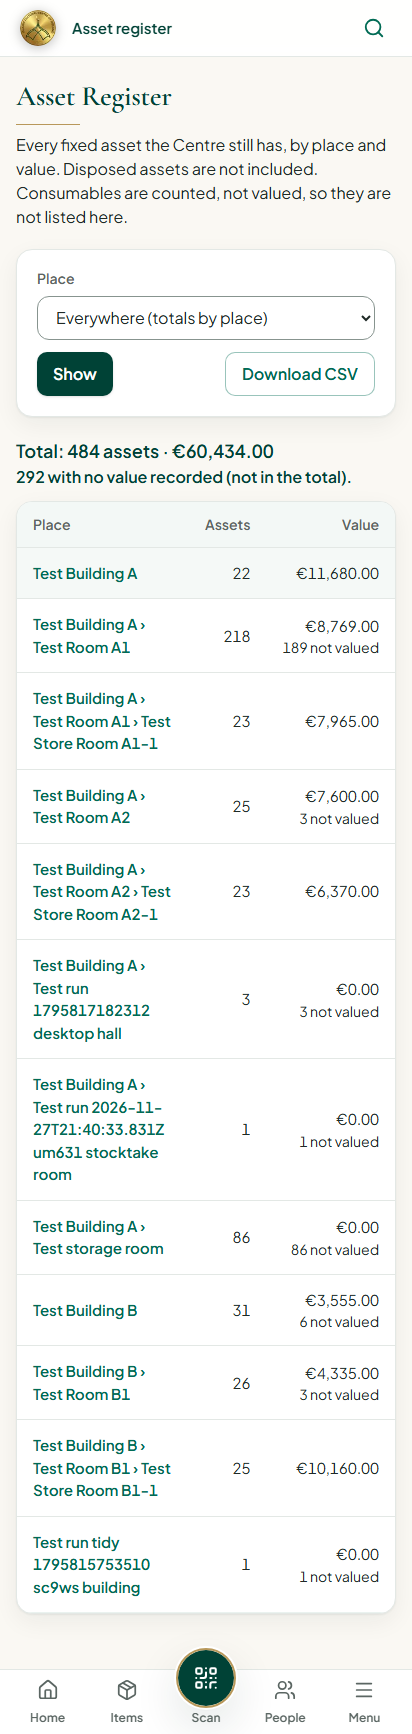 Asset register
Asset Register
Every fixed asset the Centre still has, by place and
value. Disposed assets are not included.
Consumables are counted, not valued, so they are
not listed here.
Place
Everywhere (totals by place)
Show
Download CSV
Total: 484 assets · €60,434.00
292 with no value recorded (not in the total).
Place Assets Value
Test Building A 22 €11,680.00
Test Building A ›
Test Room A1
218
€8,769.00
189 not valued
Test Building A ›
Test Room A1 › Test
Store Room A1-1
23
€7,965.00
Test Building A ›
Test Room A2
25
€7,600.00
3 not valued
Test Building A ›
Test Room A2 › Test
Store Room A2-1
23
€6,370.00
Test Building A ›
Test run
1795817182312
desktop hall
3
€0.00
3 not valued
Test Building A ›
Test run 2026-11-
27T21:40:33.831Z
um631 stocktake
room
1
€0.00
1 not valued
Test Building A ›
Test storage room
86
€0.00
86 not valued
Test Building B
31
€3,555.00
6 not valued
Test Building B ›
Test Room B1
26
€4,335.00
3 not valued
Test Building B ›
Test Room B1 › Test
Store Room B1-1
25
€10,160.00
Test run tidy
1795815753510
sc9ws building
1
€0.00
1 not valued
Home Items Scan People Menu